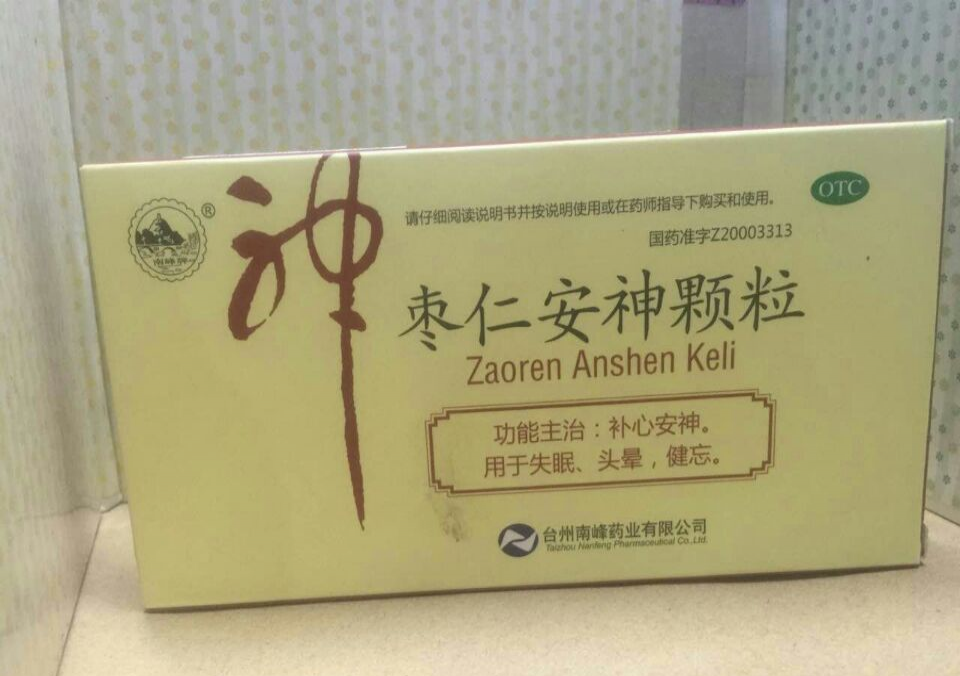 神
南峰牌
®
OTC
请仔细阅读说明书并按说明使用或在药师指导下购买和使用。
国药准字Z20003313
枣仁安神颗粒
Zaoren Anshen Keli
功能主治：补心安神。
用于失眠、头晕，健忘。
台州南峰药业有限公司
Taizhou Nanfeng Pharmaceutical Co.,Ltd.